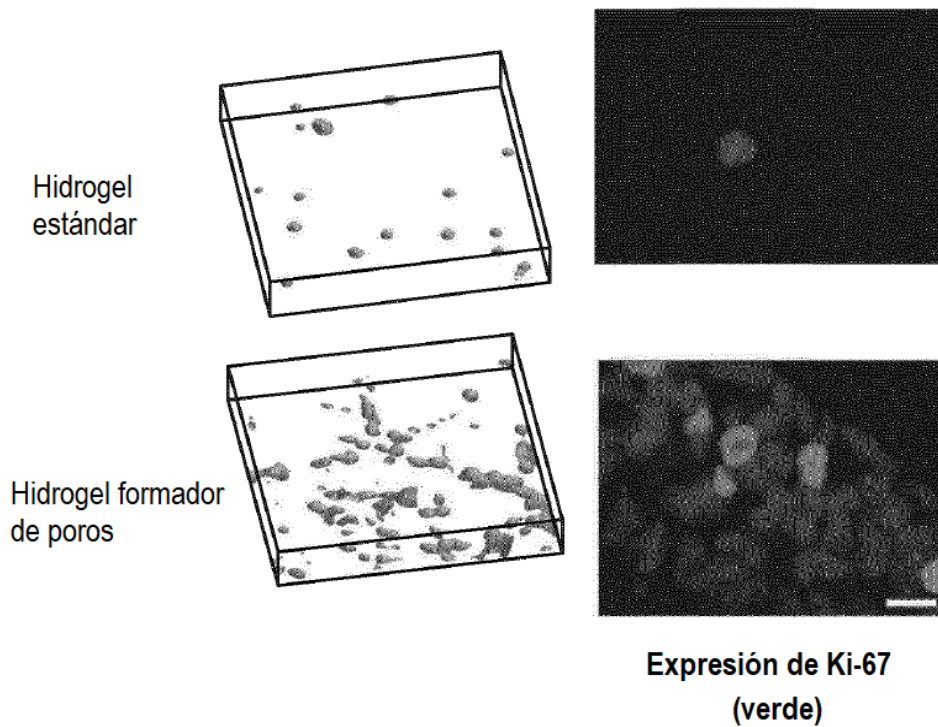 Hidrogel
estándar
Hidrogel formador
de poros
Expresión de Ki-67
(verde)